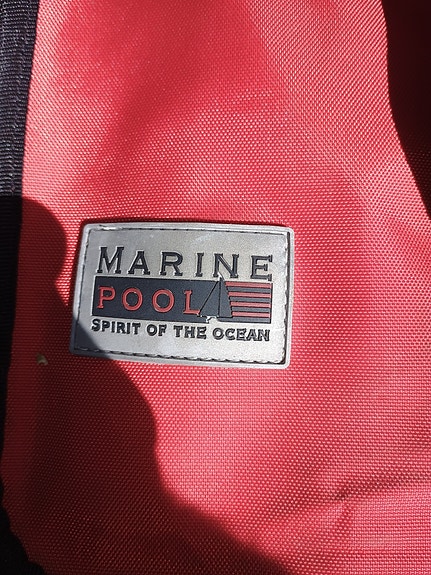 MARINE
POOL
SPIRIT OF THE OCEAN